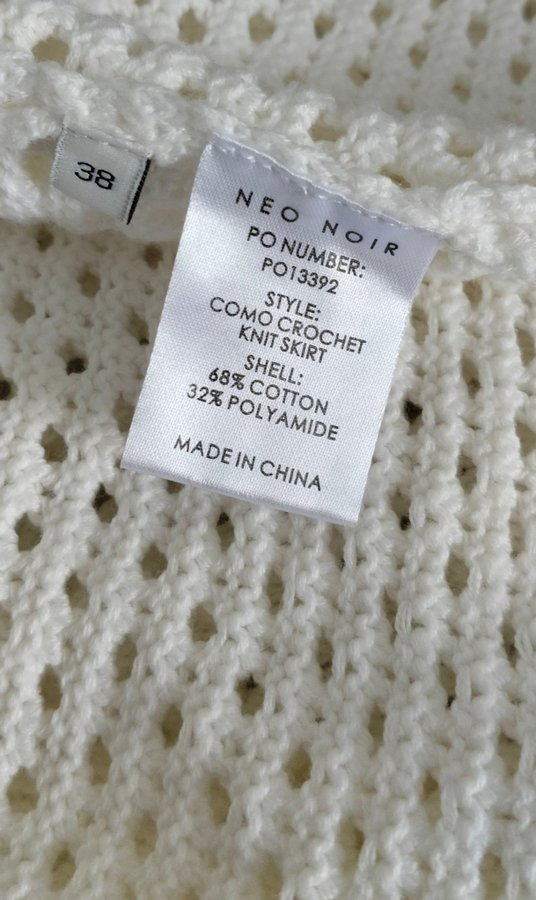 38
NEO NOIR
PO NUMBER:
PO13392
STYLE:
COMO CROCHET
KNIT SKIRT
SHELL:
68% COTTON
32% POLYAMIDE
MADE IN CHINA